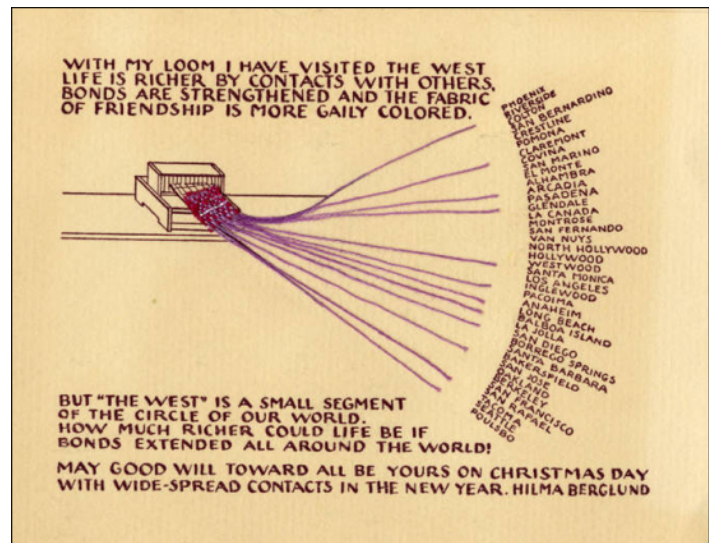 WITH MY LOOM I HAVE VISITED THE WEST
LIFE IS RICHER BY CONTACTS WITH OTHERS,
BONDS ARE STRENGTHENED AND THE FABRIC
OF FRIENDSHIP IS MORE GAILY COLORED.
PHOENIX
RIVERSIDE
COLTON
SAN BERNARDINO
CRESTLINE
POMONA
CLAREMONT
COVINA
SAN MARINO
EL MONTE
ALHAMBRA
ARCADIA
PASADENA
GLENDALE
LA CANADA
MONTROSE
SAN FERNANDO
VAN NUYS
NORTH HOLLYWOOD
HOLLYWOOD
WESTWOOD
SANTA MONICA
LOS ANGELES
INGLEWOOD
PACOIMA
ANAHEIM
LONG BEACH
BALBOA ISLAND
LA JOLLA
SAN DIEGO
BORREGO SPRINGS
SANTA BARBARA
BAKERSFIELD
SAN JOSE
OAKLAND
BERKELEY
SAN FRANCISCO
SAN RAFAEL
TACOMA
SEATTLE
POULSBO
BUT "THE WEST" IS A SMALL SEGMENT
OF THE CIRCLE OF OUR WORLD.
HOW MUCH RICHER COULD LIFE BE IF
BONDS EXTENDED ALL AROUND THE WORLD!
MAY GOOD WILL TOWARD ALL BE YOURS ON CHRISTMAS DAY
WITH WIDE-SPREAD CONTACTS IN THE NEW YEAR. HILMA BERGLUND